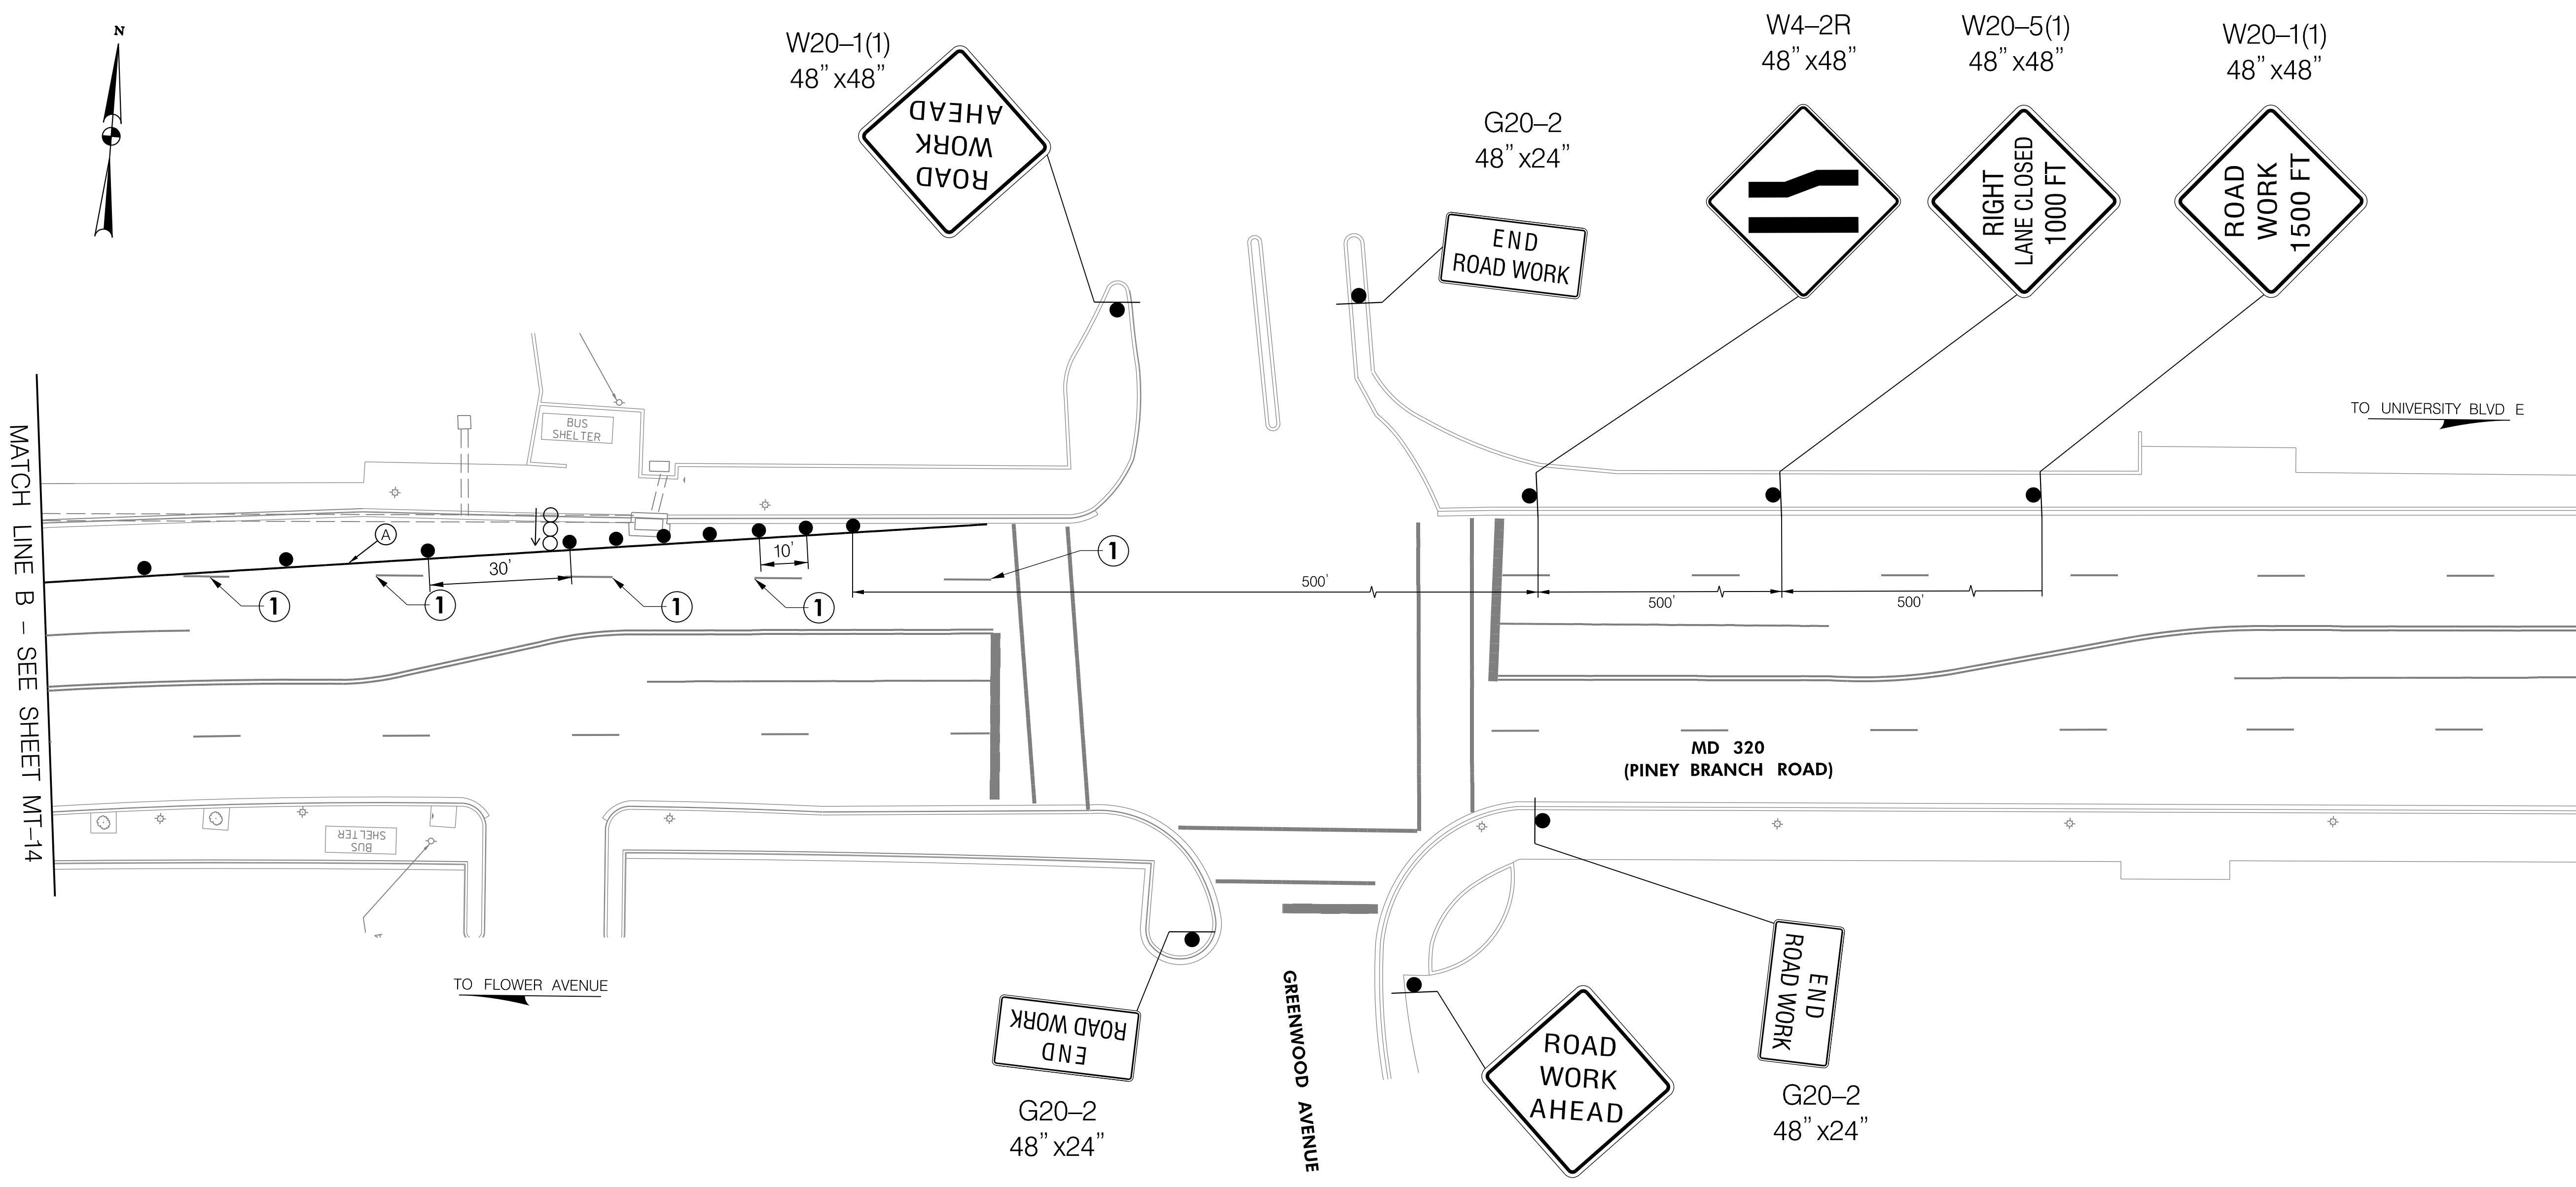 N
W20–1(1)
48”x48”
ROAD
WORK
AHEAD
G20–2
48”x24”
END
ROAD WORK
W4–2R
48”x48”
W20–5(1)
48”x48”
RIGHT
LANE CLOSED
1000 FT
W20–1(1)
48”x48”
ROAD
WORK
1500 FT
TO UNIVERSITY BLVD E
BUS
SHELTER
MATCH LINE B – SEE SHEET MT–14
A
30'
10'
1
1
1
1
1
500'
500'
500'
MD 320
(PINEY BRANCH ROAD)
BUS
SHELTER
TO FLOWER AVENUE
END
ROAD WORK
G20–2
48”x24”
GREENWOOD AVENUE
ROAD
WORK
AHEAD
END
ROAD WORK
G20–2
48”x24”